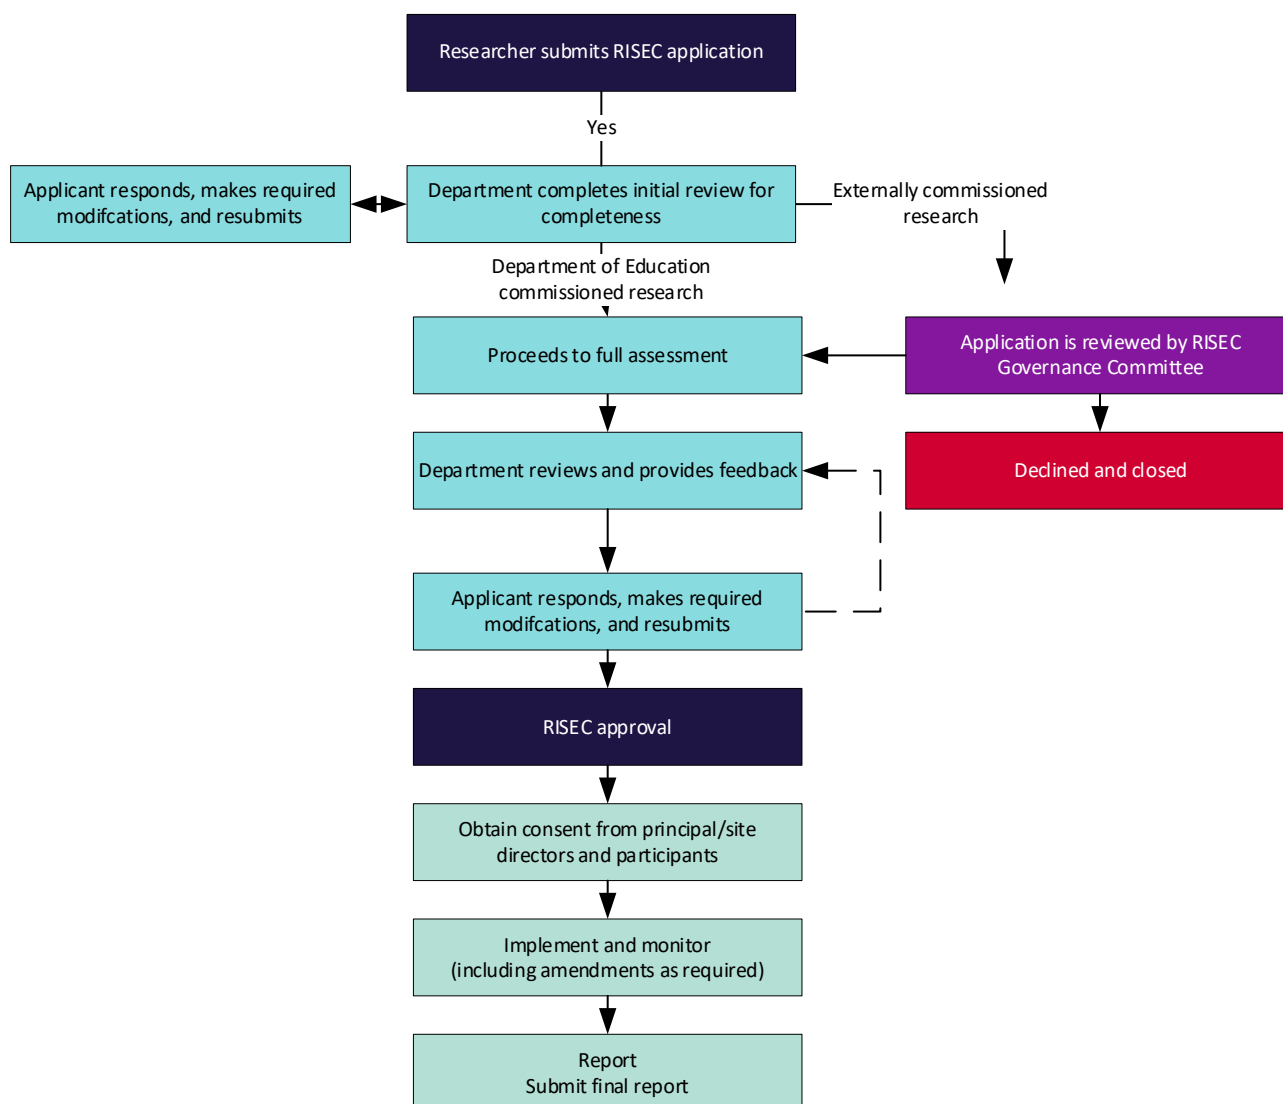 Researcher submits RISEC application
Yes
Applicant responds, makes required
modifcations, and resubmits
Department completes initial review for
completeness
Externally commissioned
research
Department of Education
commissioned research
Proceeds to full assessment
Application is reviewed by RISEC
Governance Committee
Department reviews and provides feedback
Declined and closed
Applicant responds, makes required
modifcations, and resubmits
RISEC approval
Obtain consent from principal/site
directors and participants
Implement and monitor
(including amendments as required)
Report
Submit final report